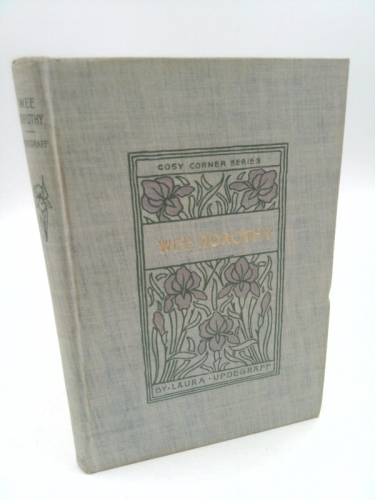 WEE
DOROTHY
UPDEGRAFF
COSY CORNER SERIES
WEE DOROTHY
BY · LAURA · UPDEGRAFF